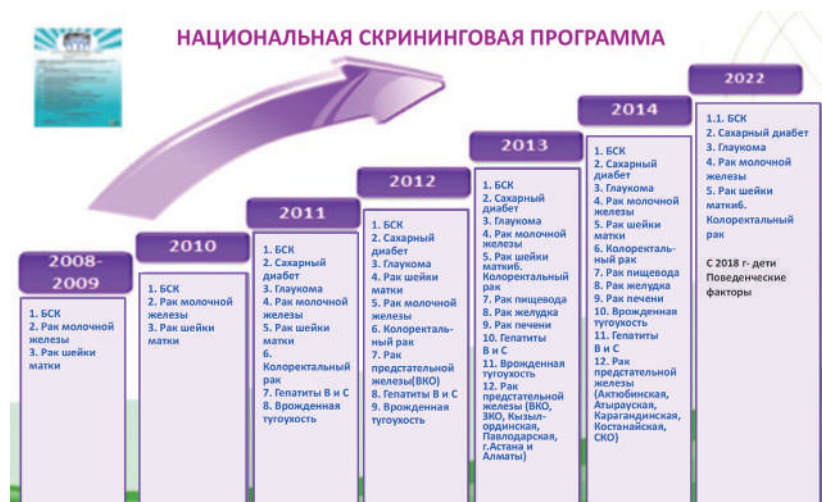 НАЦИОНАЛЬНАЯ СКРИНИНГОВАЯ ПРОГРАММА
2008-
2009
1. БСК
2. Рак молочной
железы
3. Рак шейки
матки
2010
1. БСК
2. Рак молочной
железы
3. Рак шейки
матки
2011
1. БСК
2. Сахарный
диабет
3. Глаукома
4. Рак молочной
железы
5. Рак шейки
матки
6.
Колоректальный
рак
7. Гепатиты В и С
8. Врожденная
тугоухость
2012
1. БСК
2. Сахарный
диабет
3. Глаукома
4. Рак шейки
матки
5. Рак молочной
железы
6. Колоректаль-
ный рак
7. Рак
предстательной
железы(ВКО)
8. Гепатиты В и С
9. Врожденная
тугоухость
2013
1. БСК
2. Сахарный
диабет
3. Глаукома
4. Рак молочной
железы
5. Рак шейки
матки6.
Колоректальный
рак
7. Рак пищевода
8. Рак желудка
9. Рак печени
10. Гепатиты
В и С
11. Врожденная
тугоухость
12. Рак
предстательной
железы (ВКО,
ЗКО, Кызыл-
ординская,
Павлодарская,
г.Астана и
Алматы)
2014
1. БСК
2. Сахарный
диабет
3. Глаукома
4. Рак молочной
железы
5. Рак шейки
матки
6. Колоректаль-
ный рак
7. Рак пищевода
8. Рак желудка
9. Рак печени
10. Врожденная
тугоухость
11. Гепатиты
В и С
12. Рак
предстательной
железы
(Актюбинская,
Атырауская,
Карагандинская,
Костанайская,
СКО)
2022
1.1. БСК
2. Сахарный диабет
3. Глаукома
4. Рак молочной
железы
5. Рак шейки
матки6.
Колоректальный
рак
С 2018 г- дети
Поведенческие
факторы